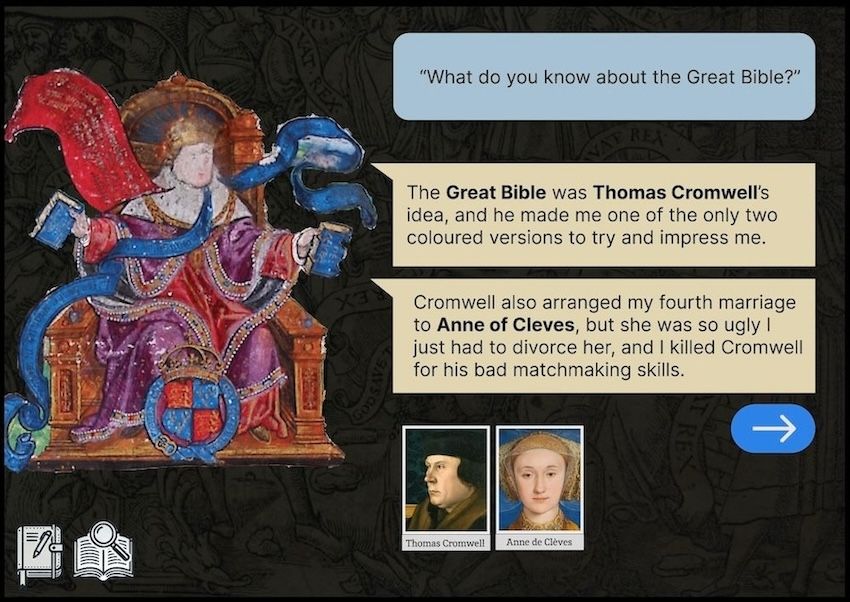 “What do you know about the Great Bible?”
The Great Bible was Thomas Cromwell’s
idea, and he made me one of the only two
coloured versions to try and impress me.
Cromwell also arranged my fourth marriage
to Anne of Cleves, but she was so ugly I
just had to divorce her, and I killed Cromwell
for his bad matchmaking skills.
Thomas Cromwell
Anne de Clèves